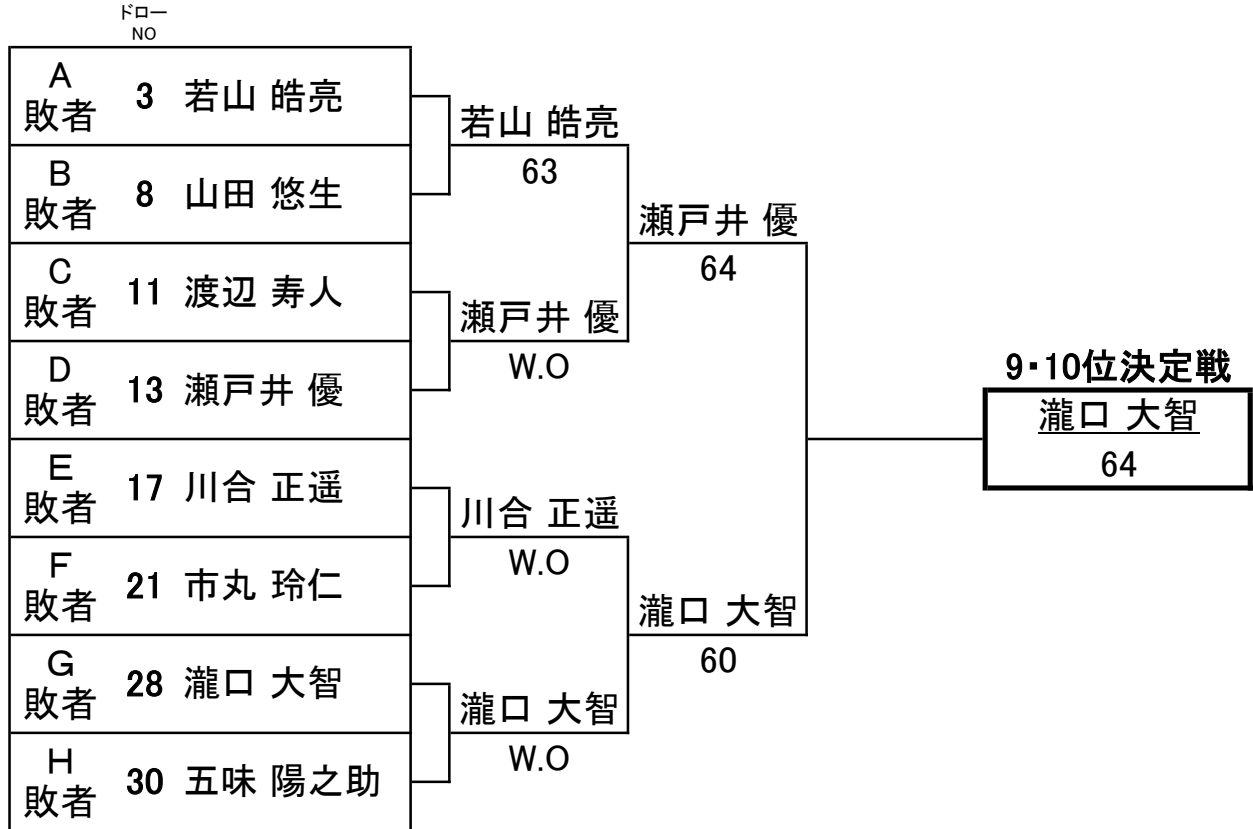 ドロー
NO
A
敗者
3 若山 皓亮
B
敗者
8 山田 悠生
C
敗者
11 渡辺 寿人
D
敗者
13 瀬戸井 優
E
敗者
17 川合 正遥
F
敗者
21 市丸 玲仁
G
敗者
28 瀧口 大智
H
敗者
30 五味 陽之助
若山 皓亮
63
瀬戸井 優
W.O
川合 正遥
W.O
瀧口 大智
W.O
瀬戸井 優
64
瀧口 大智
60
9・10位決定戦
瀧口 大智
64